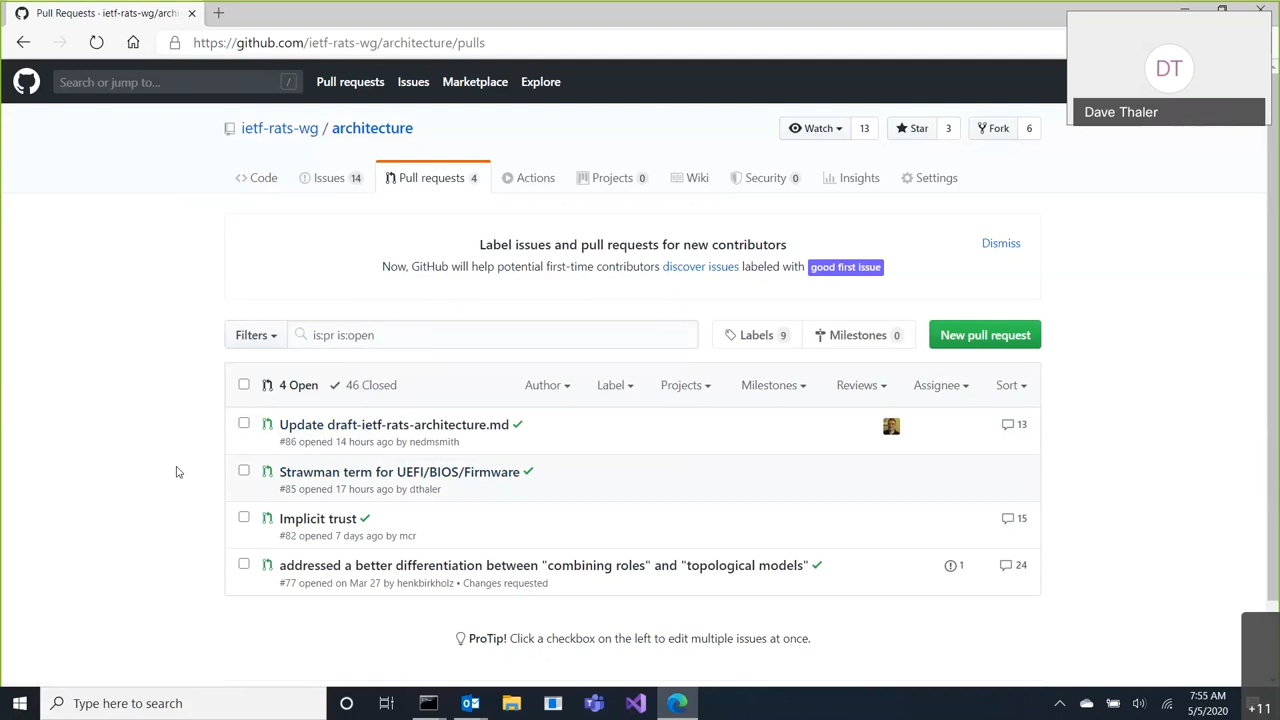 Pull Requests · ietf-rats-wg/archi
https://github.com/ietf-rats-wg/architecture/pulls
DT
Dave Thaler
Search or jump to... /
Pull requests Issues Marketplace Explore
ietf-rats-wg / architecture
Watch 13 Star 3 Fork 6
Code Issues 14 Pull requests 4 Actions Projects 0 Wiki Security 0 Insights Settings
Label issues and pull requests for new contributors
Dismiss
Now, GitHub will help potential first-time contributors discover issues labeled with good first issue
Filters is:pr is:open Labels 9 Milestones 0 New pull request
4 Open 46 Closed Author Label Projects Milestones Reviews Assignee Sort
Update draft-ietf-rats-architecture.md 13
#86 opened 14 hours ago by nedmsmith
Strawman term for UEFI/BIOS/Firmware
#85 opened 17 hours ago by dthaler
Implicit trust 15
#82 opened 7 days ago by mcr
addressed a better differentiation between "combining roles" and "topological models" 1 24
#77 opened on Mar 27 by henkbirkholz • Changes requested
ProTip! Click a checkbox on the left to edit multiple issues at once.
Type here to search
7:55 AM
5/5/2020
+11